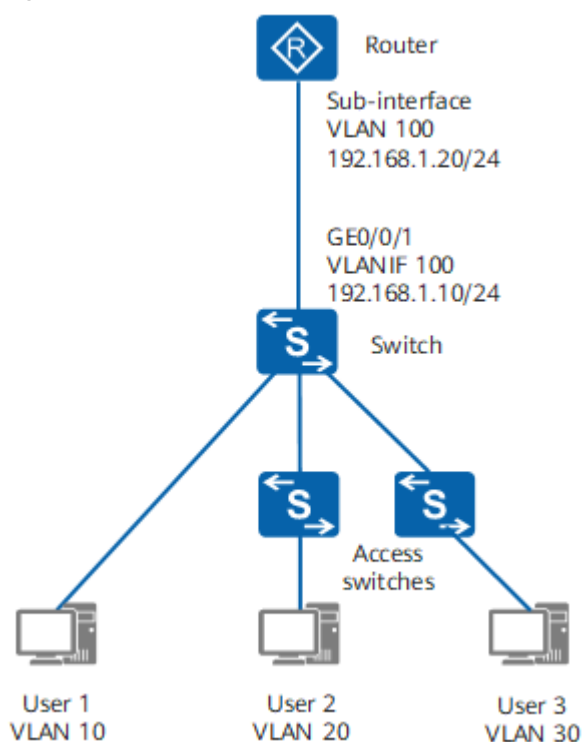 R
Router
Sub-interface
VLAN 100
192.168.1.20/24
GE0/0/1
VLANIF 100
192.168.1.10/24
S
Switch
S
S
Access
switches
User 1
VLAN 10
User 2
VLAN 20
User 3
VLAN 30